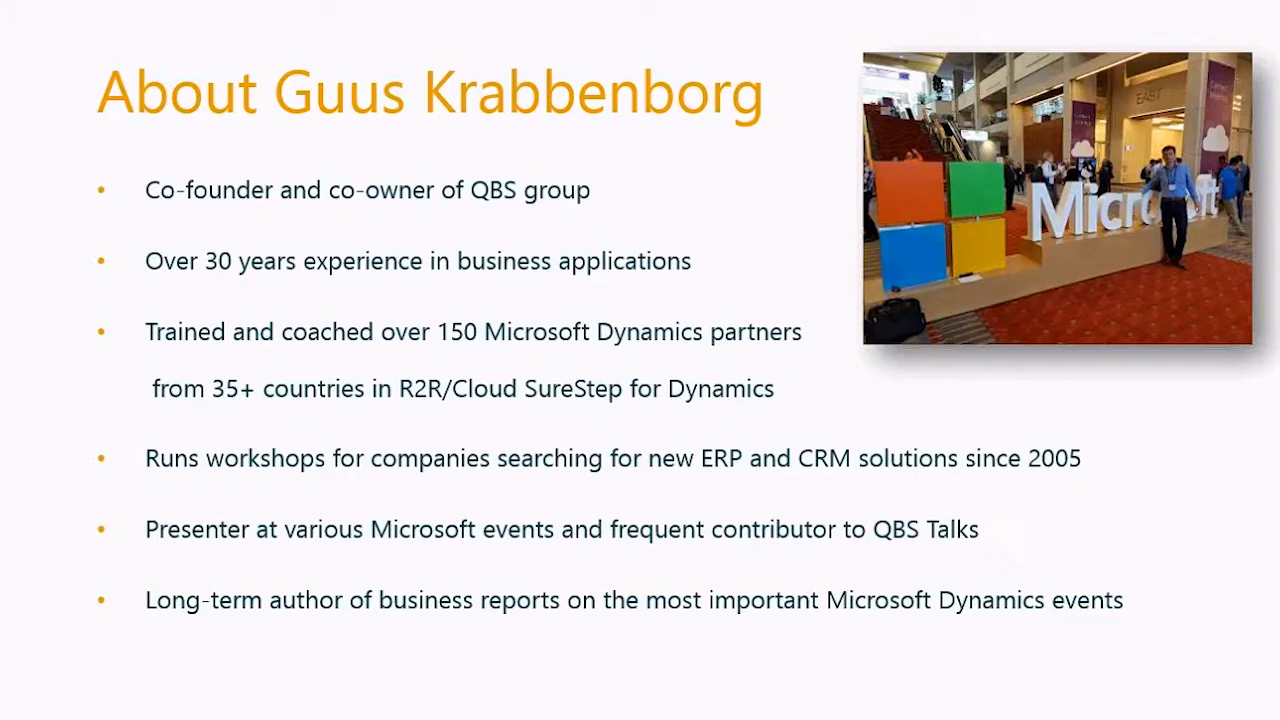 About Guus Krabbenborg
• Co-founder and co-owner of QBS group
• Over 30 years experience in business applications
• Trained and coached over 150 Microsoft Dynamics partners
from 35+ countries in R2R/Cloud SureStep for Dynamics
• Runs workshops for companies searching for new ERP and CRM solutions since 2005
• Presenter at various Microsoft events and frequent contributor to QBS Talks
• Long-term author of business reports on the most important Microsoft Dynamics events
EAST
Microsoft